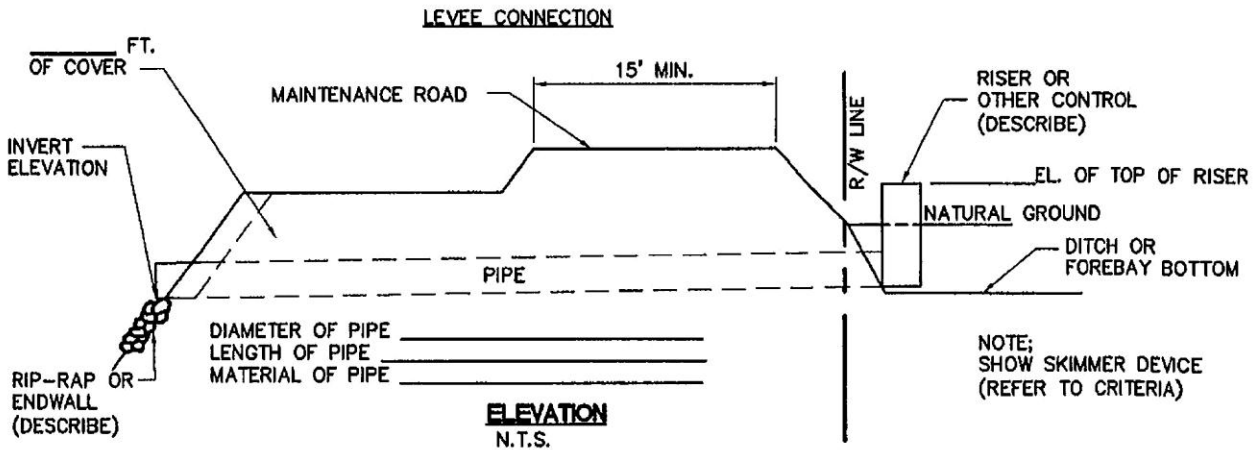 LEVEE CONNECTION
FT.
OF COVER
15' MIN.
MAINTENANCE ROAD
R/W LINE
RISER OR
OTHER CONTROL
(DESCRIBE)
INVERT
ELEVATION
EL. OF TOP OF RISER
NATURAL GROUND
DITCH OR
FOREBAY BOTTOM
PIPE
DIAMETER OF PIPE
LENGTH OF PIPE
MATERIAL OF PIPE
RIP-RAP OR
ENDWALL
(DESCRIBE)
NOTE;
SHOW SKIMMER DEVICE
(REFER TO CRITERIA)
ELEVATION
N.T.S.